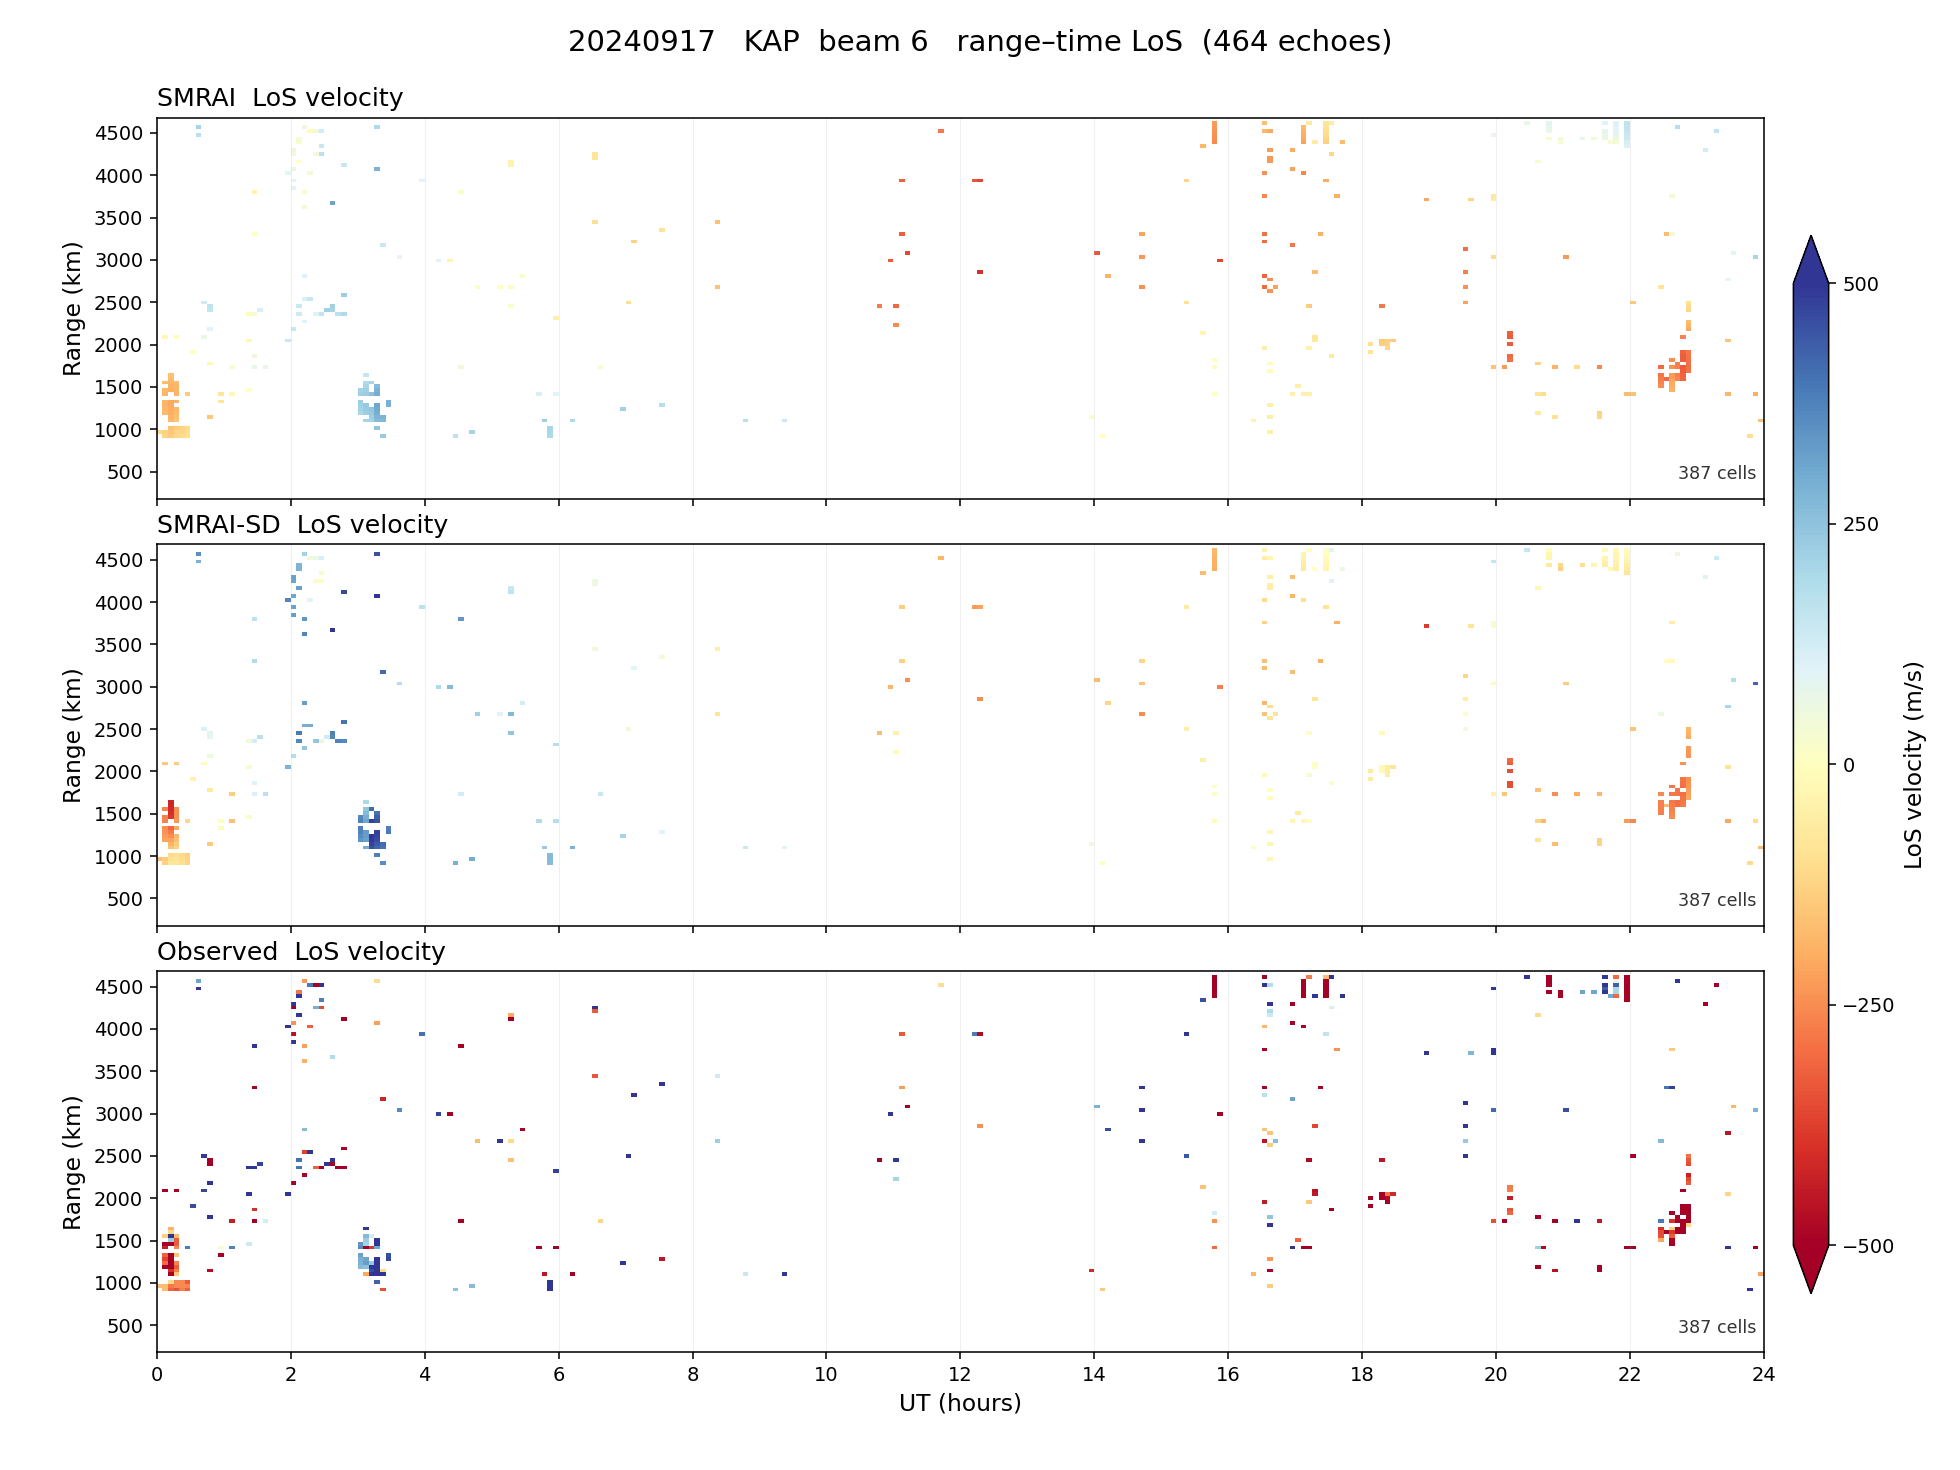 20240917   KAP  beam 6   range–time LoS  (464 echoes)
SMRAI  LoS velocity
4500
4000
3500
3000
2500
2000
1500
1000
500
Range (km)
387 cells
SMRAI-SD  LoS velocity
4500
4000
3500
3000
2500
2000
1500
1000
500
Range (km)
387 cells
Observed  LoS velocity
4500
4000
3500
3000
2500
2000
1500
1000
500
Range (km)
387 cells
0 2 4 6 8 10 12 14 16 18 20 22 24
UT (hours)
500
250
0
−250
−500
LoS velocity (m/s)